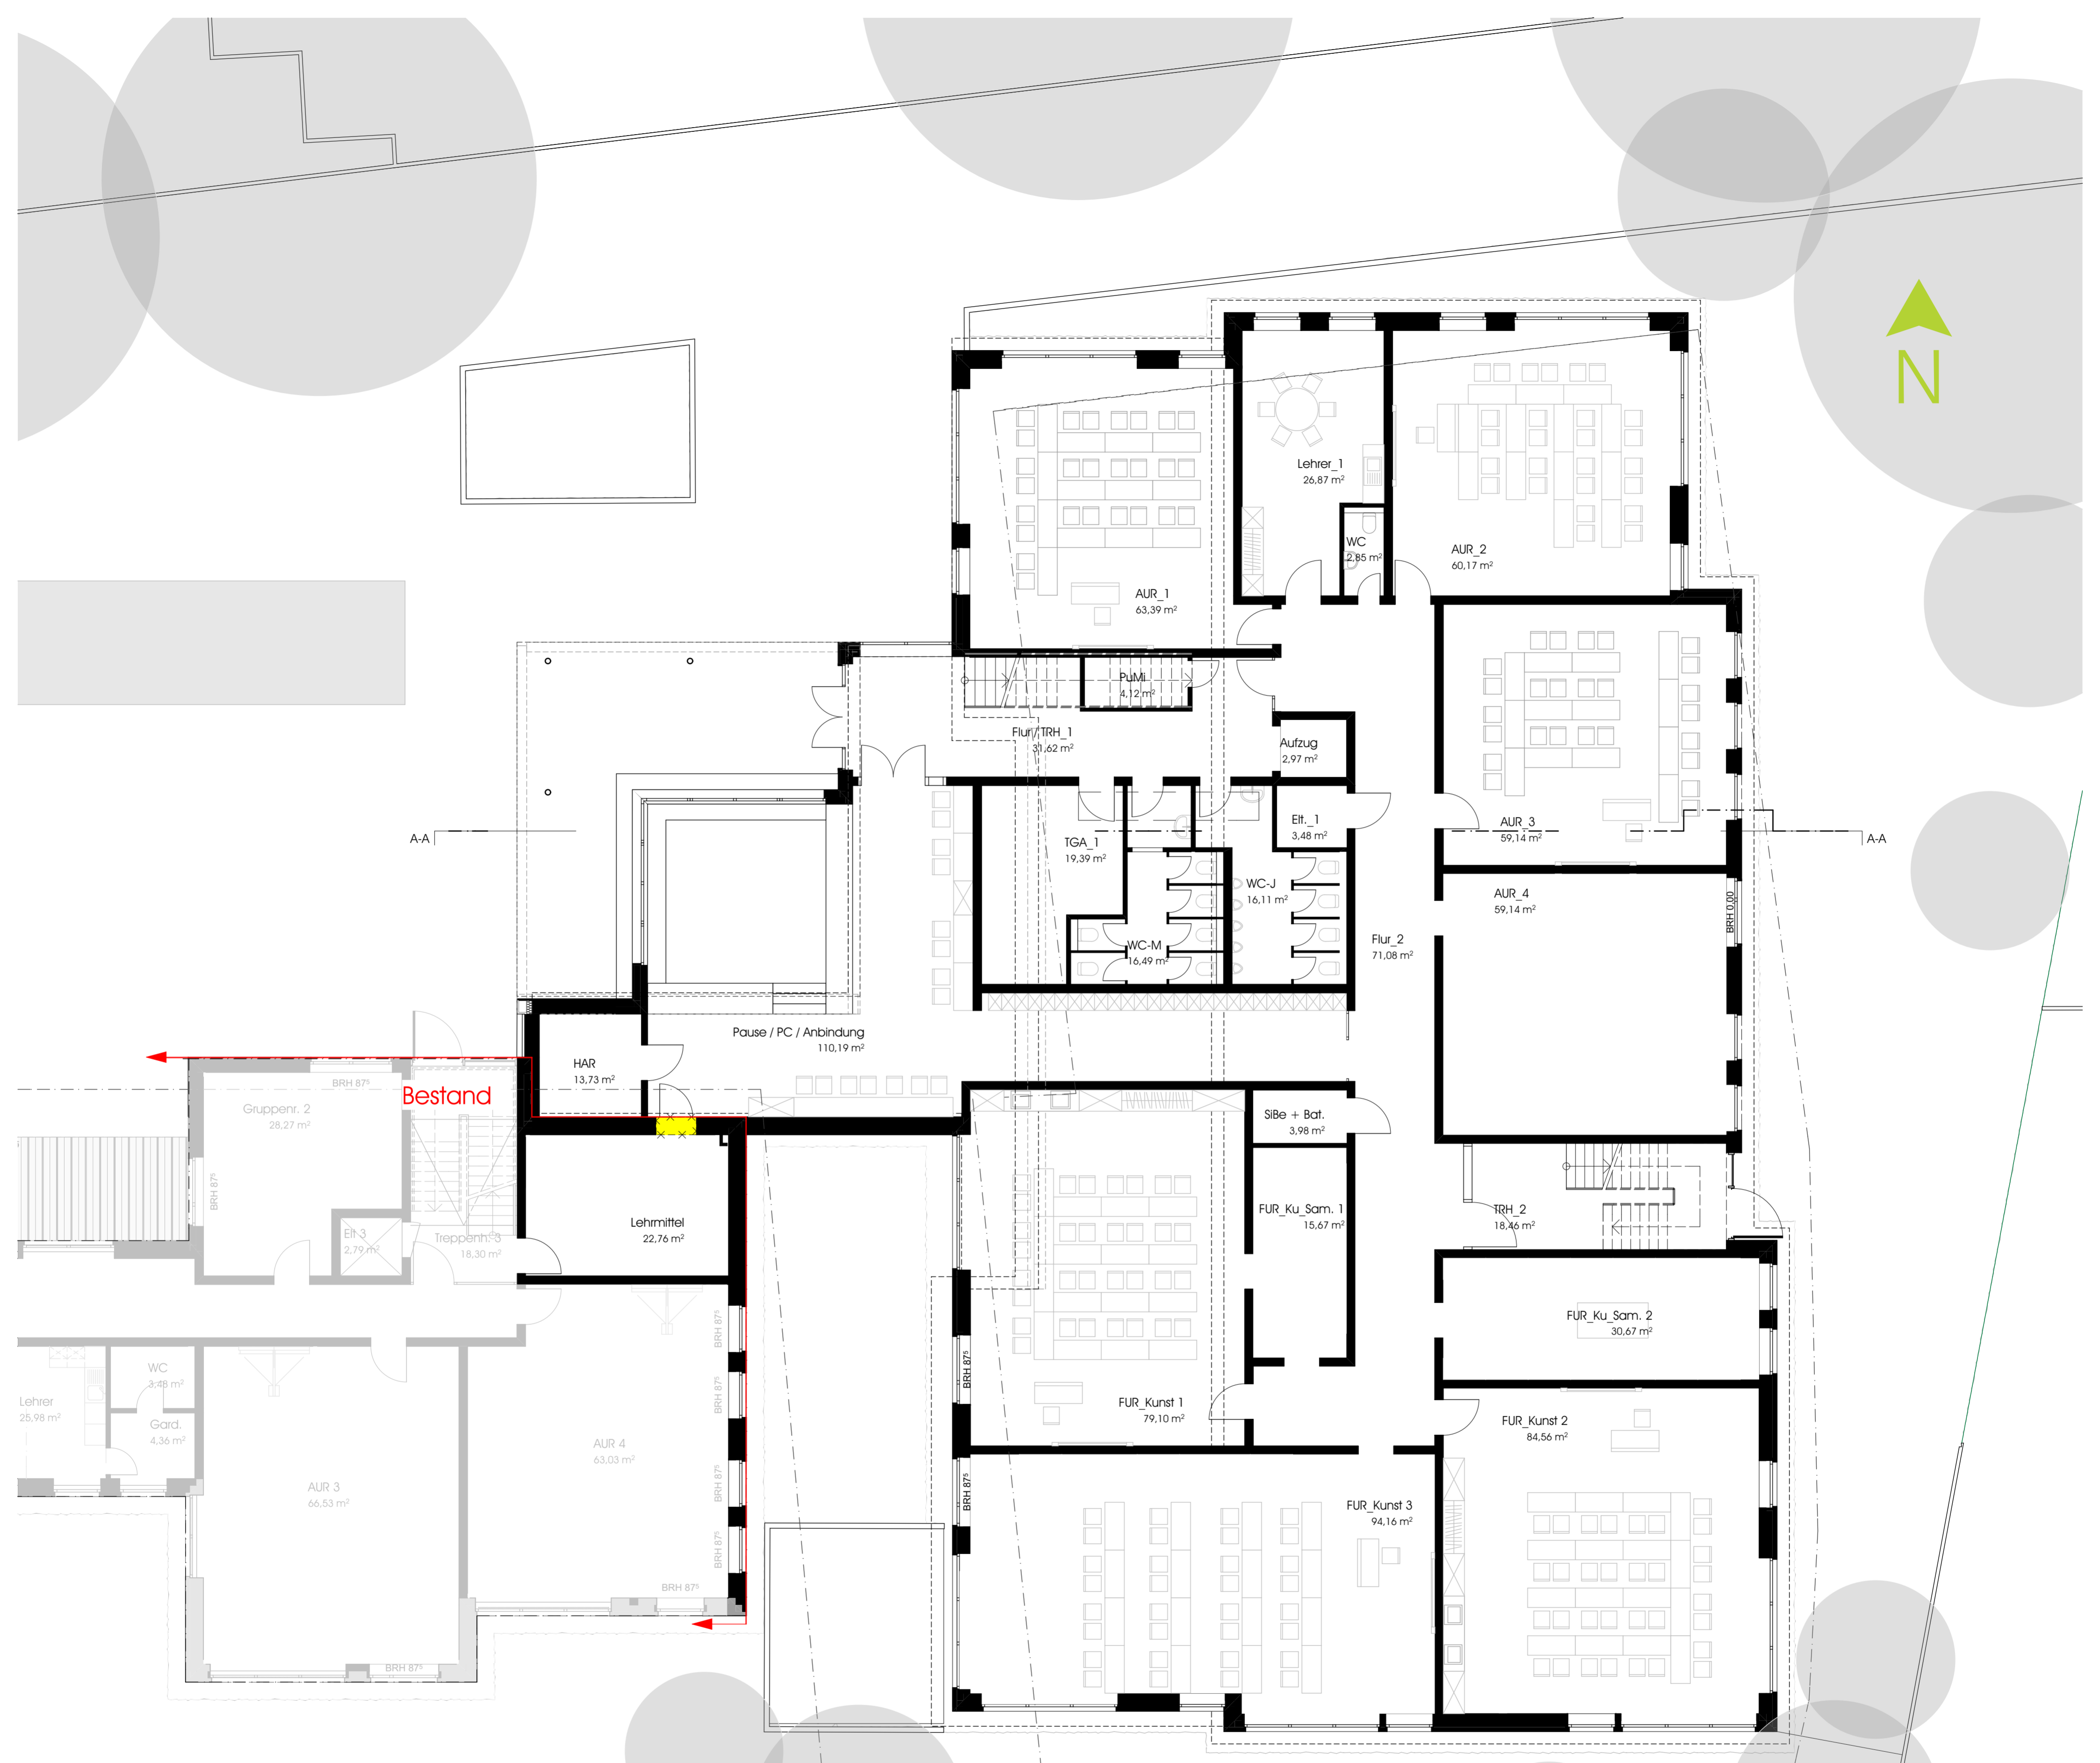 N
Lehrer_1
26,87 m²
WC
2,85 m²
AUR_2
60,17 m²
AUR_1
63,39 m²
PuMi
4,12 m²
Flur / TRH_1
31,62 m²
Aufzug
2,97 m²
A-A
TGA_1
19,39 m²
Elt._1
3,48 m²
AUR_3
59,14 m²
A-A
WC-J
16,11 m²
AUR_4
59,14 m²
BRH 0,00
WC-M
16,49 m²
Flur_2
71,08 m²
Pause / PC / Anbindung
110,19 m²
HAR
13,73 m²
Bestand
BRH 87⁵
Gruppenr. 2
28,27 m²
BRH 87⁵
SiBe + Bat.
3,98 m²
Lehrmittel
22,76 m²
Elt 3
2,79 m²
Treppenh. 3
18,30 m²
FUR_Ku_Sam. 1
15,67 m²
TRH_2
18,46 m²
FUR_Ku_Sam. 2
30,67 m²
BRH 87⁵
BRH 87⁵
BRH 87⁵
BRH 87⁵
BRH 87⁵
WC
3,48 m²
Lehrer
25,98 m²
Gard.
4,36 m²
AUR 4
63,03 m²
AUR 3
66,53 m²
BRH 87⁵
BRH 87⁵
FUR_Kunst 1
79,10 m²
FUR_Kunst 2
84,56 m²
BRH 87⁵
FUR_Kunst 3
94,16 m²